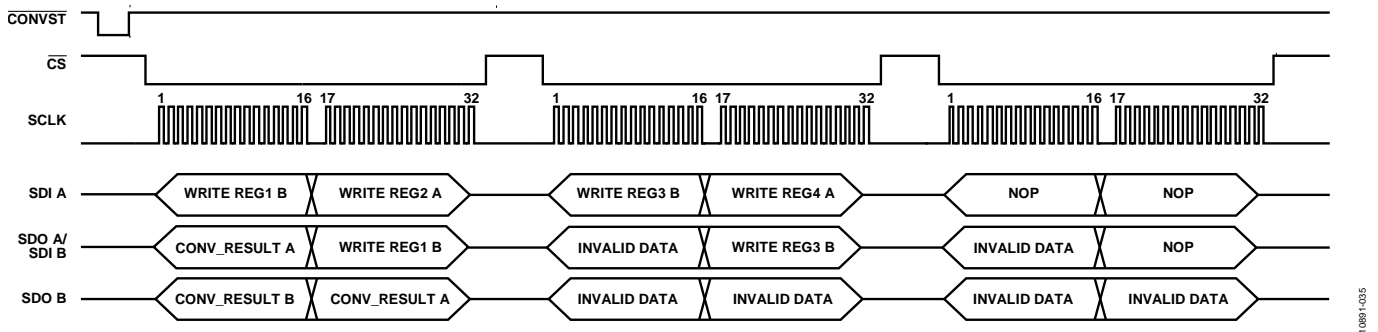 CONVST
CS
1 16 17 32 1 16 17 32 1 16 17 32
SCLK
SDI A WRITE REG1 B WRITE REG2 A WRITE REG3 B WRITE REG4 A NOP NOP
SDO A/
SDI B CONV_RESULT A WRITE REG1 B INVALID DATA WRITE REG3 B INVALID DATA NOP
SDO B CONV_RESULT B CONV_RESULT A INVALID DATA INVALID DATA INVALID DATA INVALID DATA
10891-035